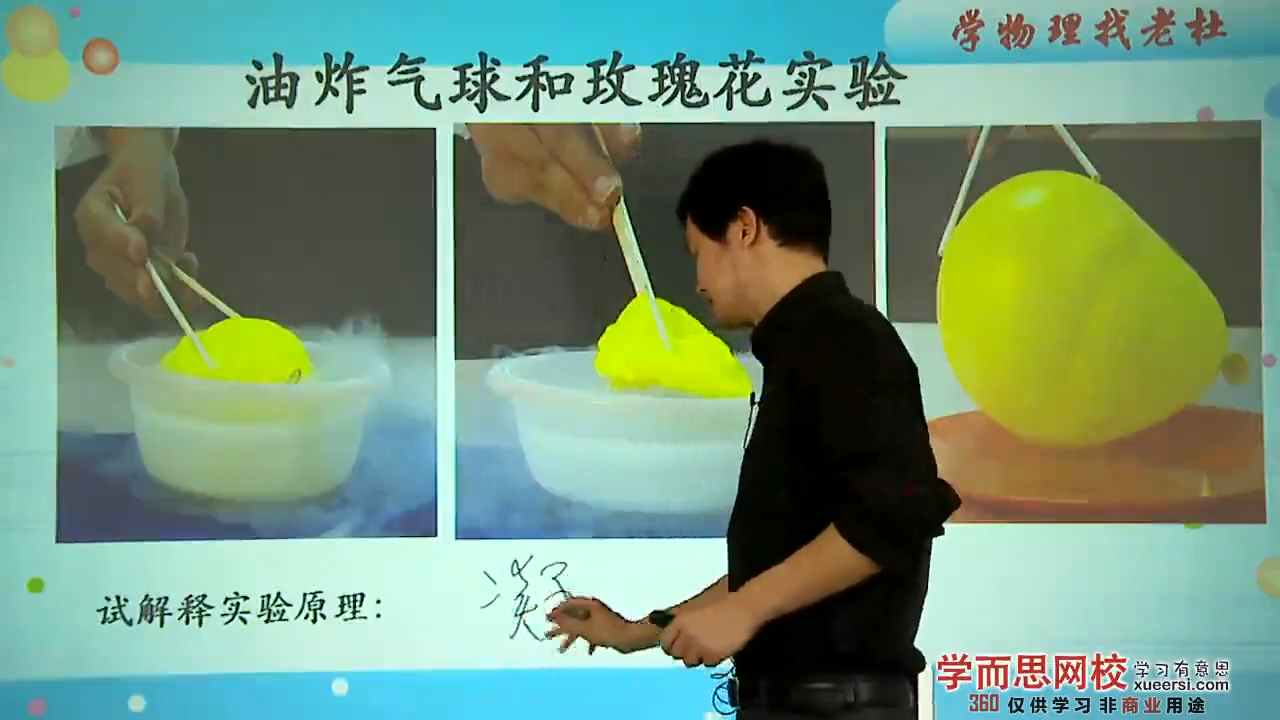 学物理找老杜
油炸气球和玫瑰花实验
试解释实验原理:
学而思网校 学习有意思
xueersi.com
360 仅供学习 非商业用途